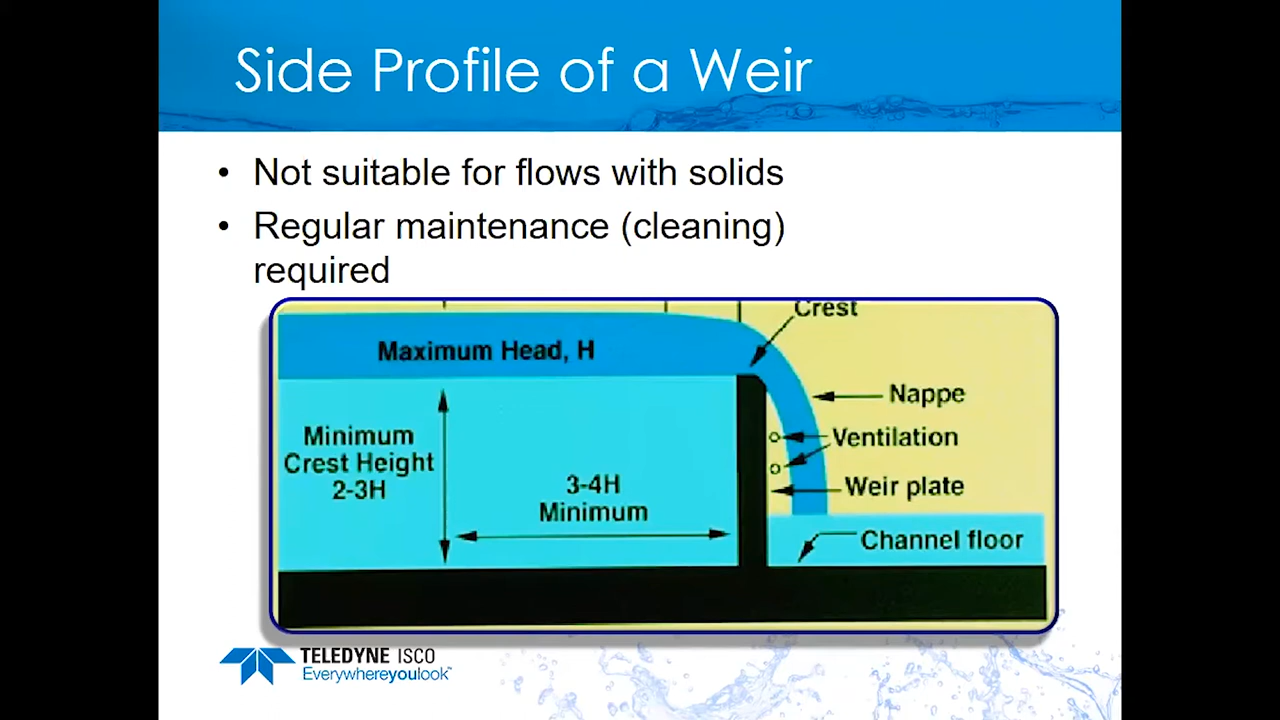 Side Profile of a Weir
• Not suitable for flows with solids
• Regular maintenance (cleaning)
required
Crest
Maximum Head, H
Nappe
Minimum
Crest Height
2-3H
Ventilation
3-4H
Minimum
Weir plate
Channel floor
TELEDYNE ISCO
Everywhereyoulook™